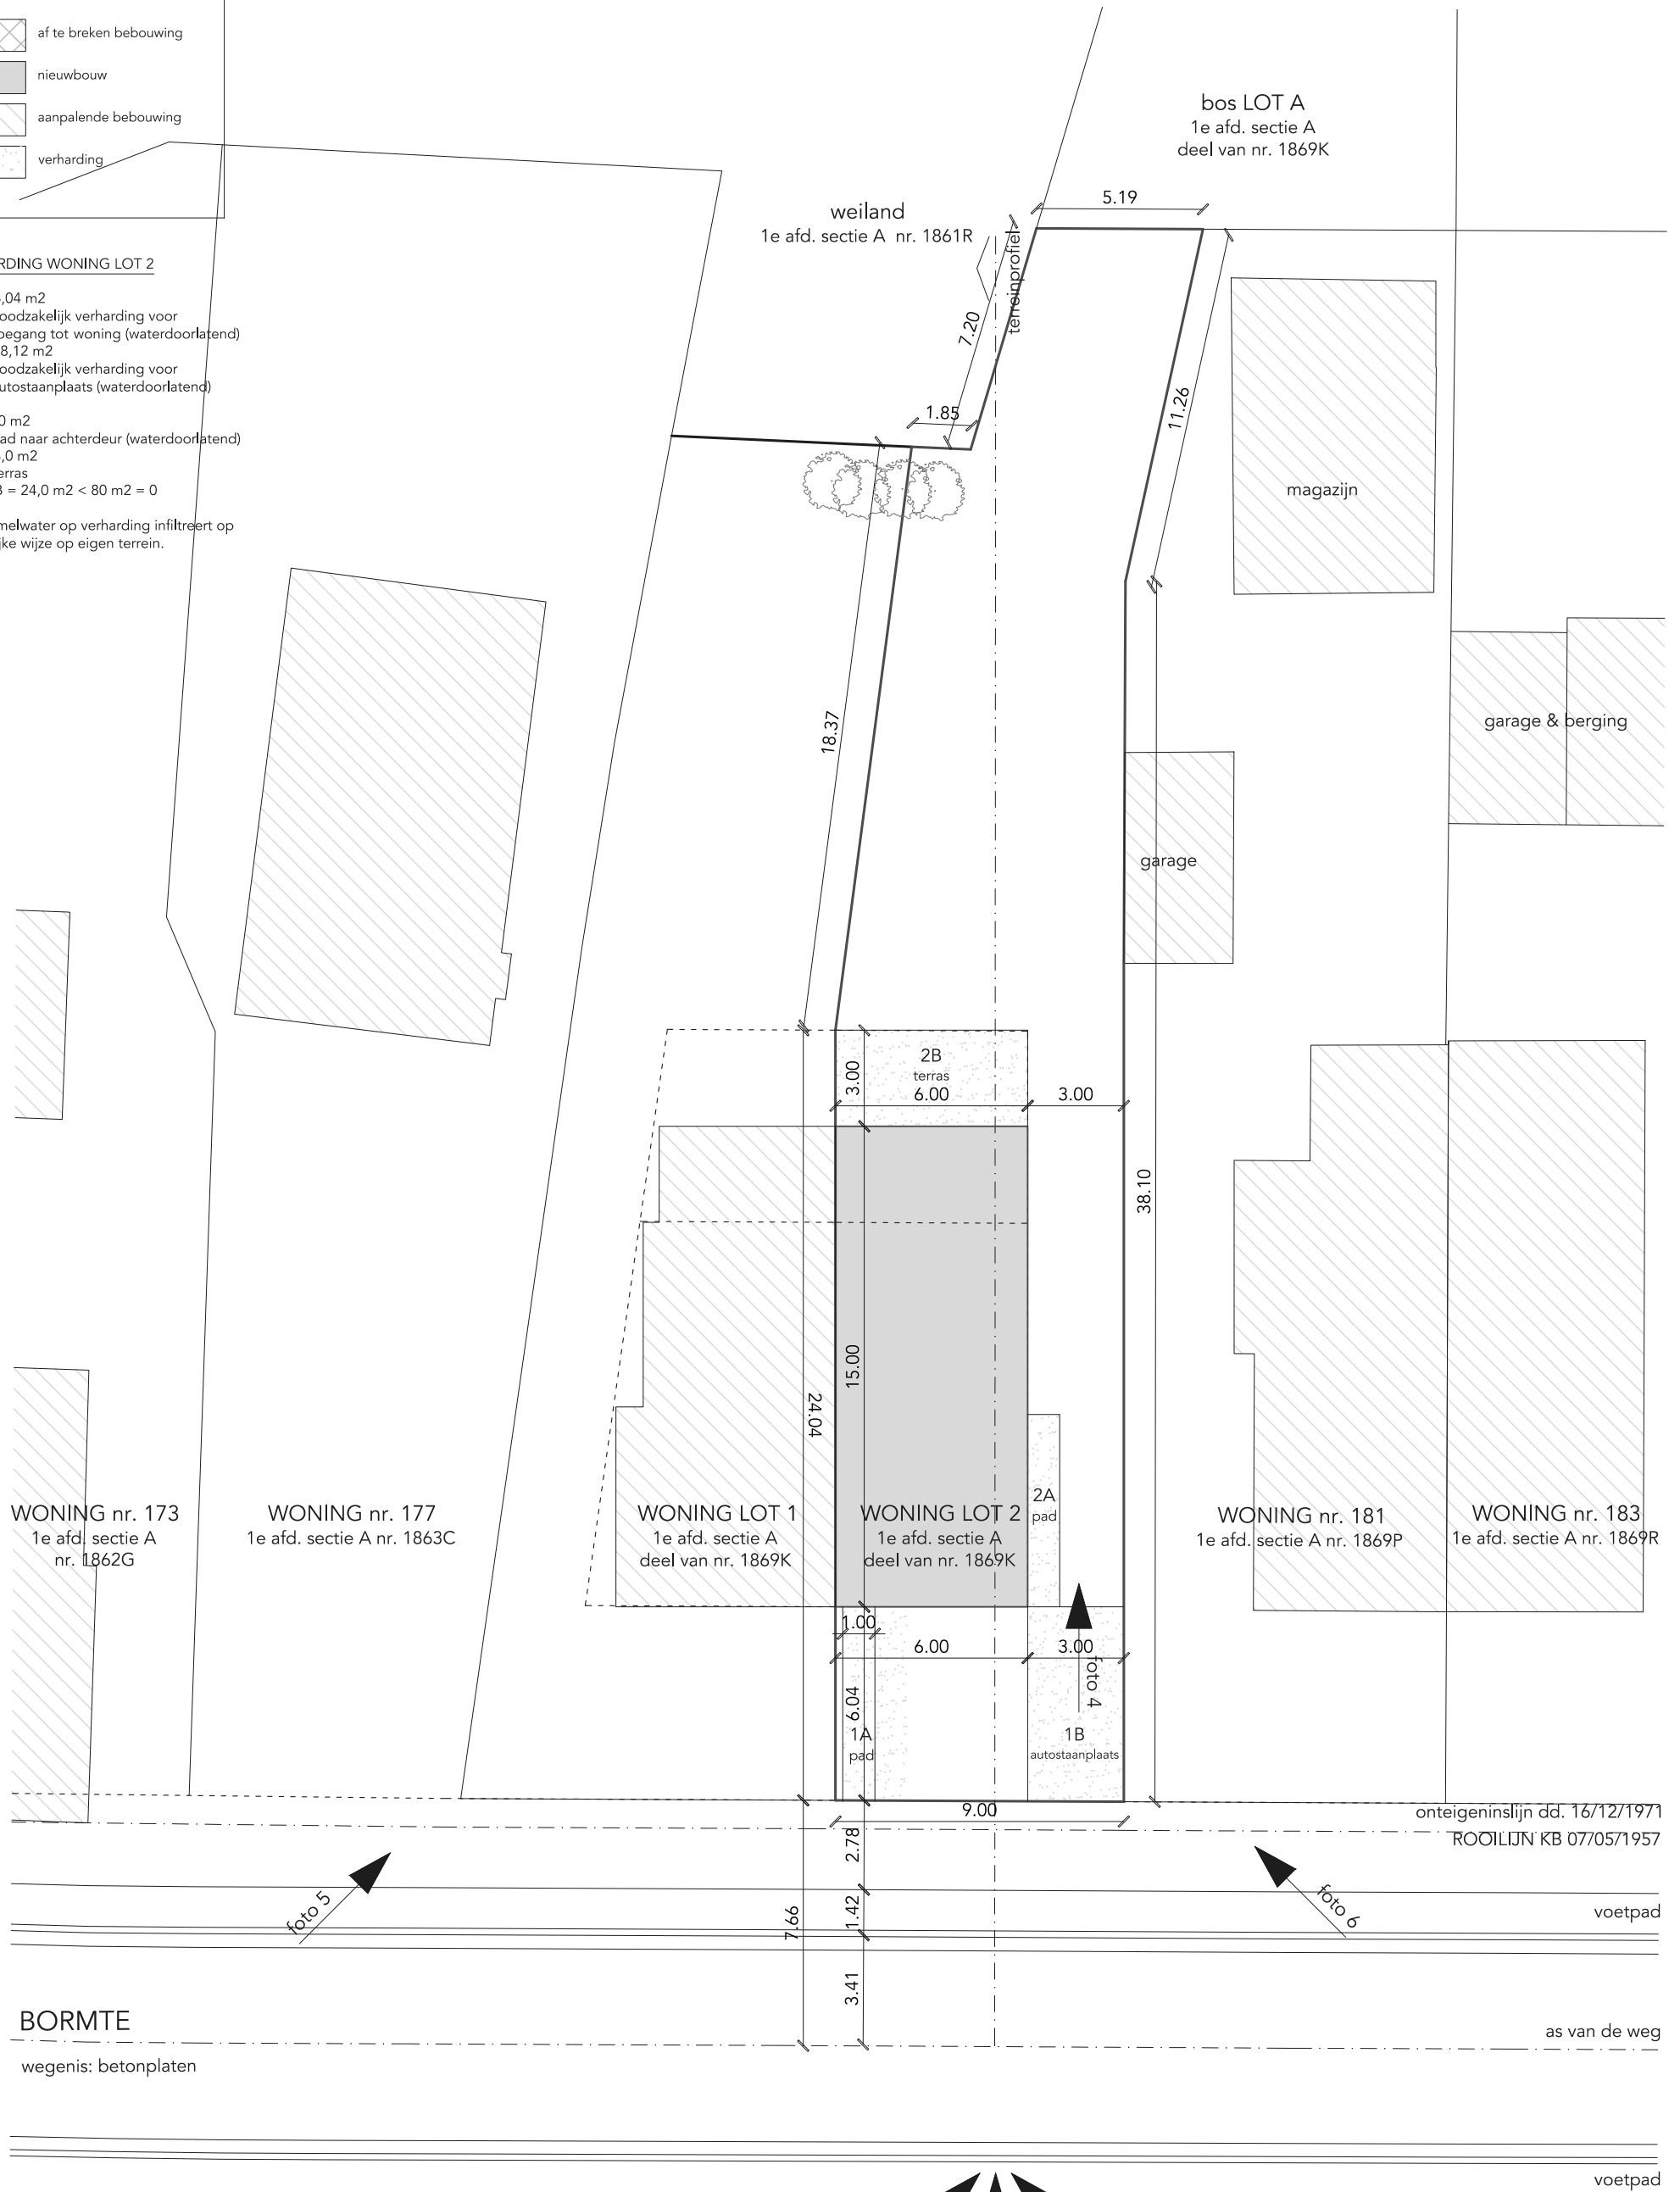 af te breken bebouwing
nieuwbouw
aanpalende bebouwing
verharding
RDING WONING LOT 2
,04 m2
oodzakelijk verharding voor
oegang tot woning (waterdoorlatend)
8,12 m2
oodzakelijk verharding voor
utostaanplaats (waterdoorlatend)
0 m2
ad naar achterdeur (waterdoorlatend)
,0 m2
erras
= 24,0 m2 < 80 m2 = 0
melwater op verharding infiltreert op
jke wijze op eigen terrein.
bos LOT A
1e afd. sectie A
deel van nr. 1869K
weiland
1e afd. sectie A nr. 1861R
5.19
terreinprofiel
7.20
1.85
11.26
magazijn
18.37
garage & berging
garage
2B
terras
3.00
6.00
3.00
38.10
15.00
24.04
WONING nr. 173
1e afd. sectie A
nr. 1862G
WONING nr. 177
1e afd. sectie A nr. 1863C
WONING LOT 1
1e afd. sectie A
deel van nr. 1869K
WONING LOT 2
1e afd. sectie A
deel van nr. 1869K
2A
pad
WONING nr. 181
1e afd. sectie A nr. 1869P
WONING nr. 183
1e afd. sectie A nr. 1869R
1.00
6.00
3.00
foto 4
6.04
1A
pad
1B
autostaanplaats
9.00
onteigeninslijn dd. 16/12/1971
ROOILIJN KB 07/05/1957
2.78
foto 5
foto 6
1.42
7.66
voetpad
3.41
BORMTE
as van de weg
wegenis: betonplaten
voetpad